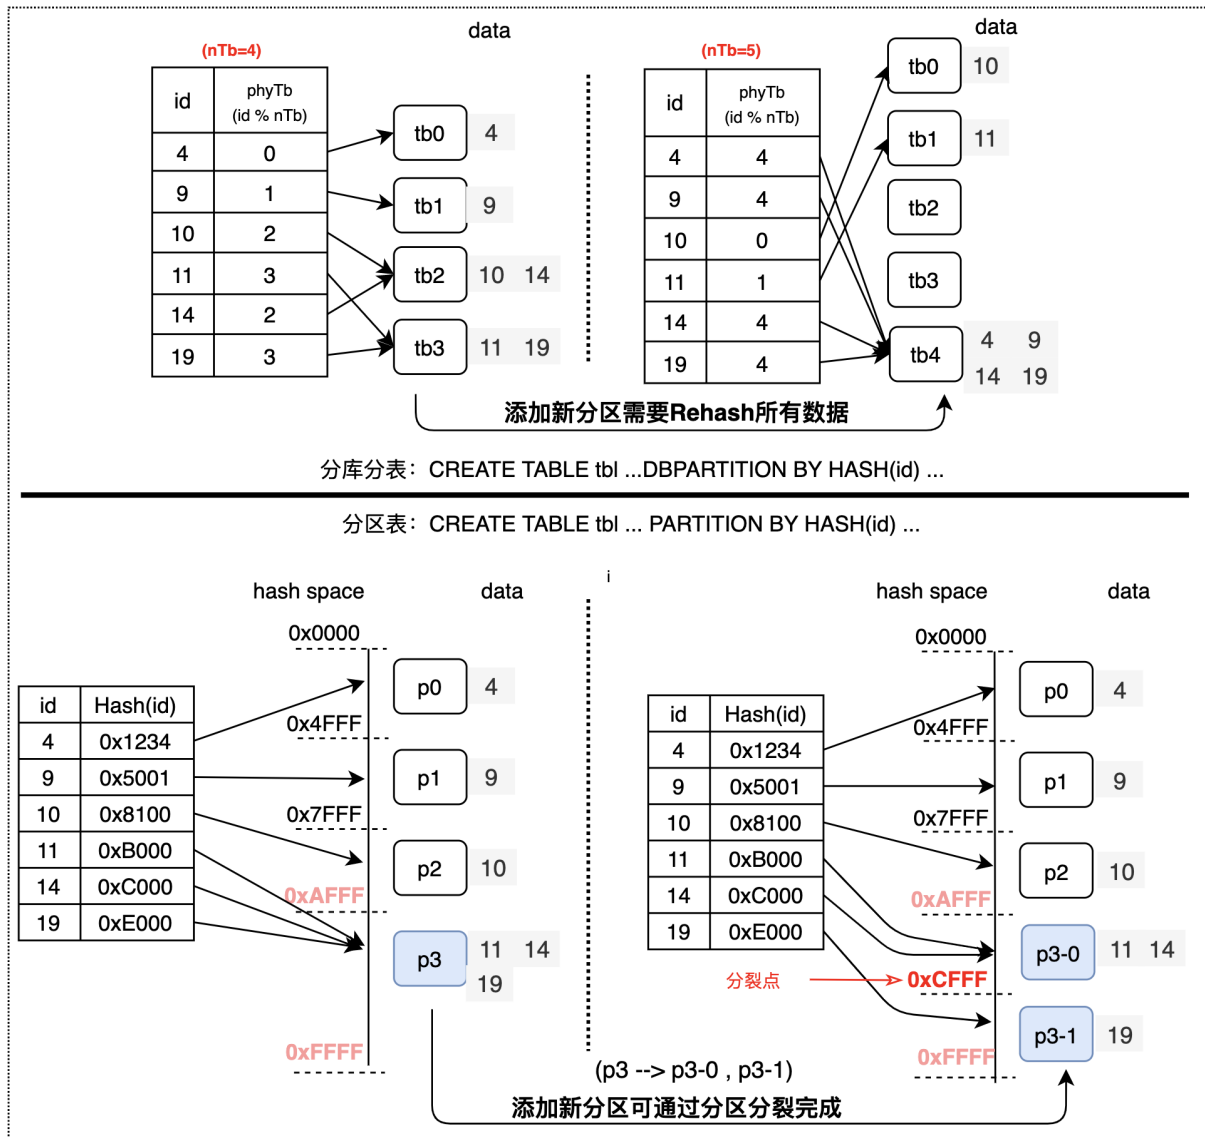 data
(nTb=4)
id phyTb (id % nTb)
4 0
9 1
10 2
11 3
14 2
19 3
tb0 4
tb1 9
tb2 10 14
tb3 11 19
data
(nTb=5)
id phyTb (id % nTb)
4 4
9 4
10 0
11 1
14 4
19 4
tb0 10
tb1 11
tb2
tb3
tb4 4 9
14 19
添加新分区需要Rehash所有数据
分库分表：CREATE TABLE tbl ...DBPARTITION BY HASH(id) ...
分区表：CREATE TABLE tbl ... PARTITION BY HASH(id) ...
i
hash space data
id Hash(id)
4 0x1234
9 0x5001
10 0x8100
11 0xB000
14 0xC000
19 0xE000
0x0000
0x4FFF
0x7FFF
0xAFFF
0xFFFF
p0 4
p1 9
p2 10
p3 11 14
19
hash space data
id Hash(id)
4 0x1234
9 0x5001
10 0x8100
11 0xB000
14 0xC000
19 0xE000
0x0000
0x4FFF
0x7FFF
0xAFFF
分裂点 0xCFFF
0xFFFF
p0 4
p1 9
p2 10
p3-0 11 14
p3-1 19
(p3 --> p3-0 , p3-1)
添加新分区可通过分区分裂完成